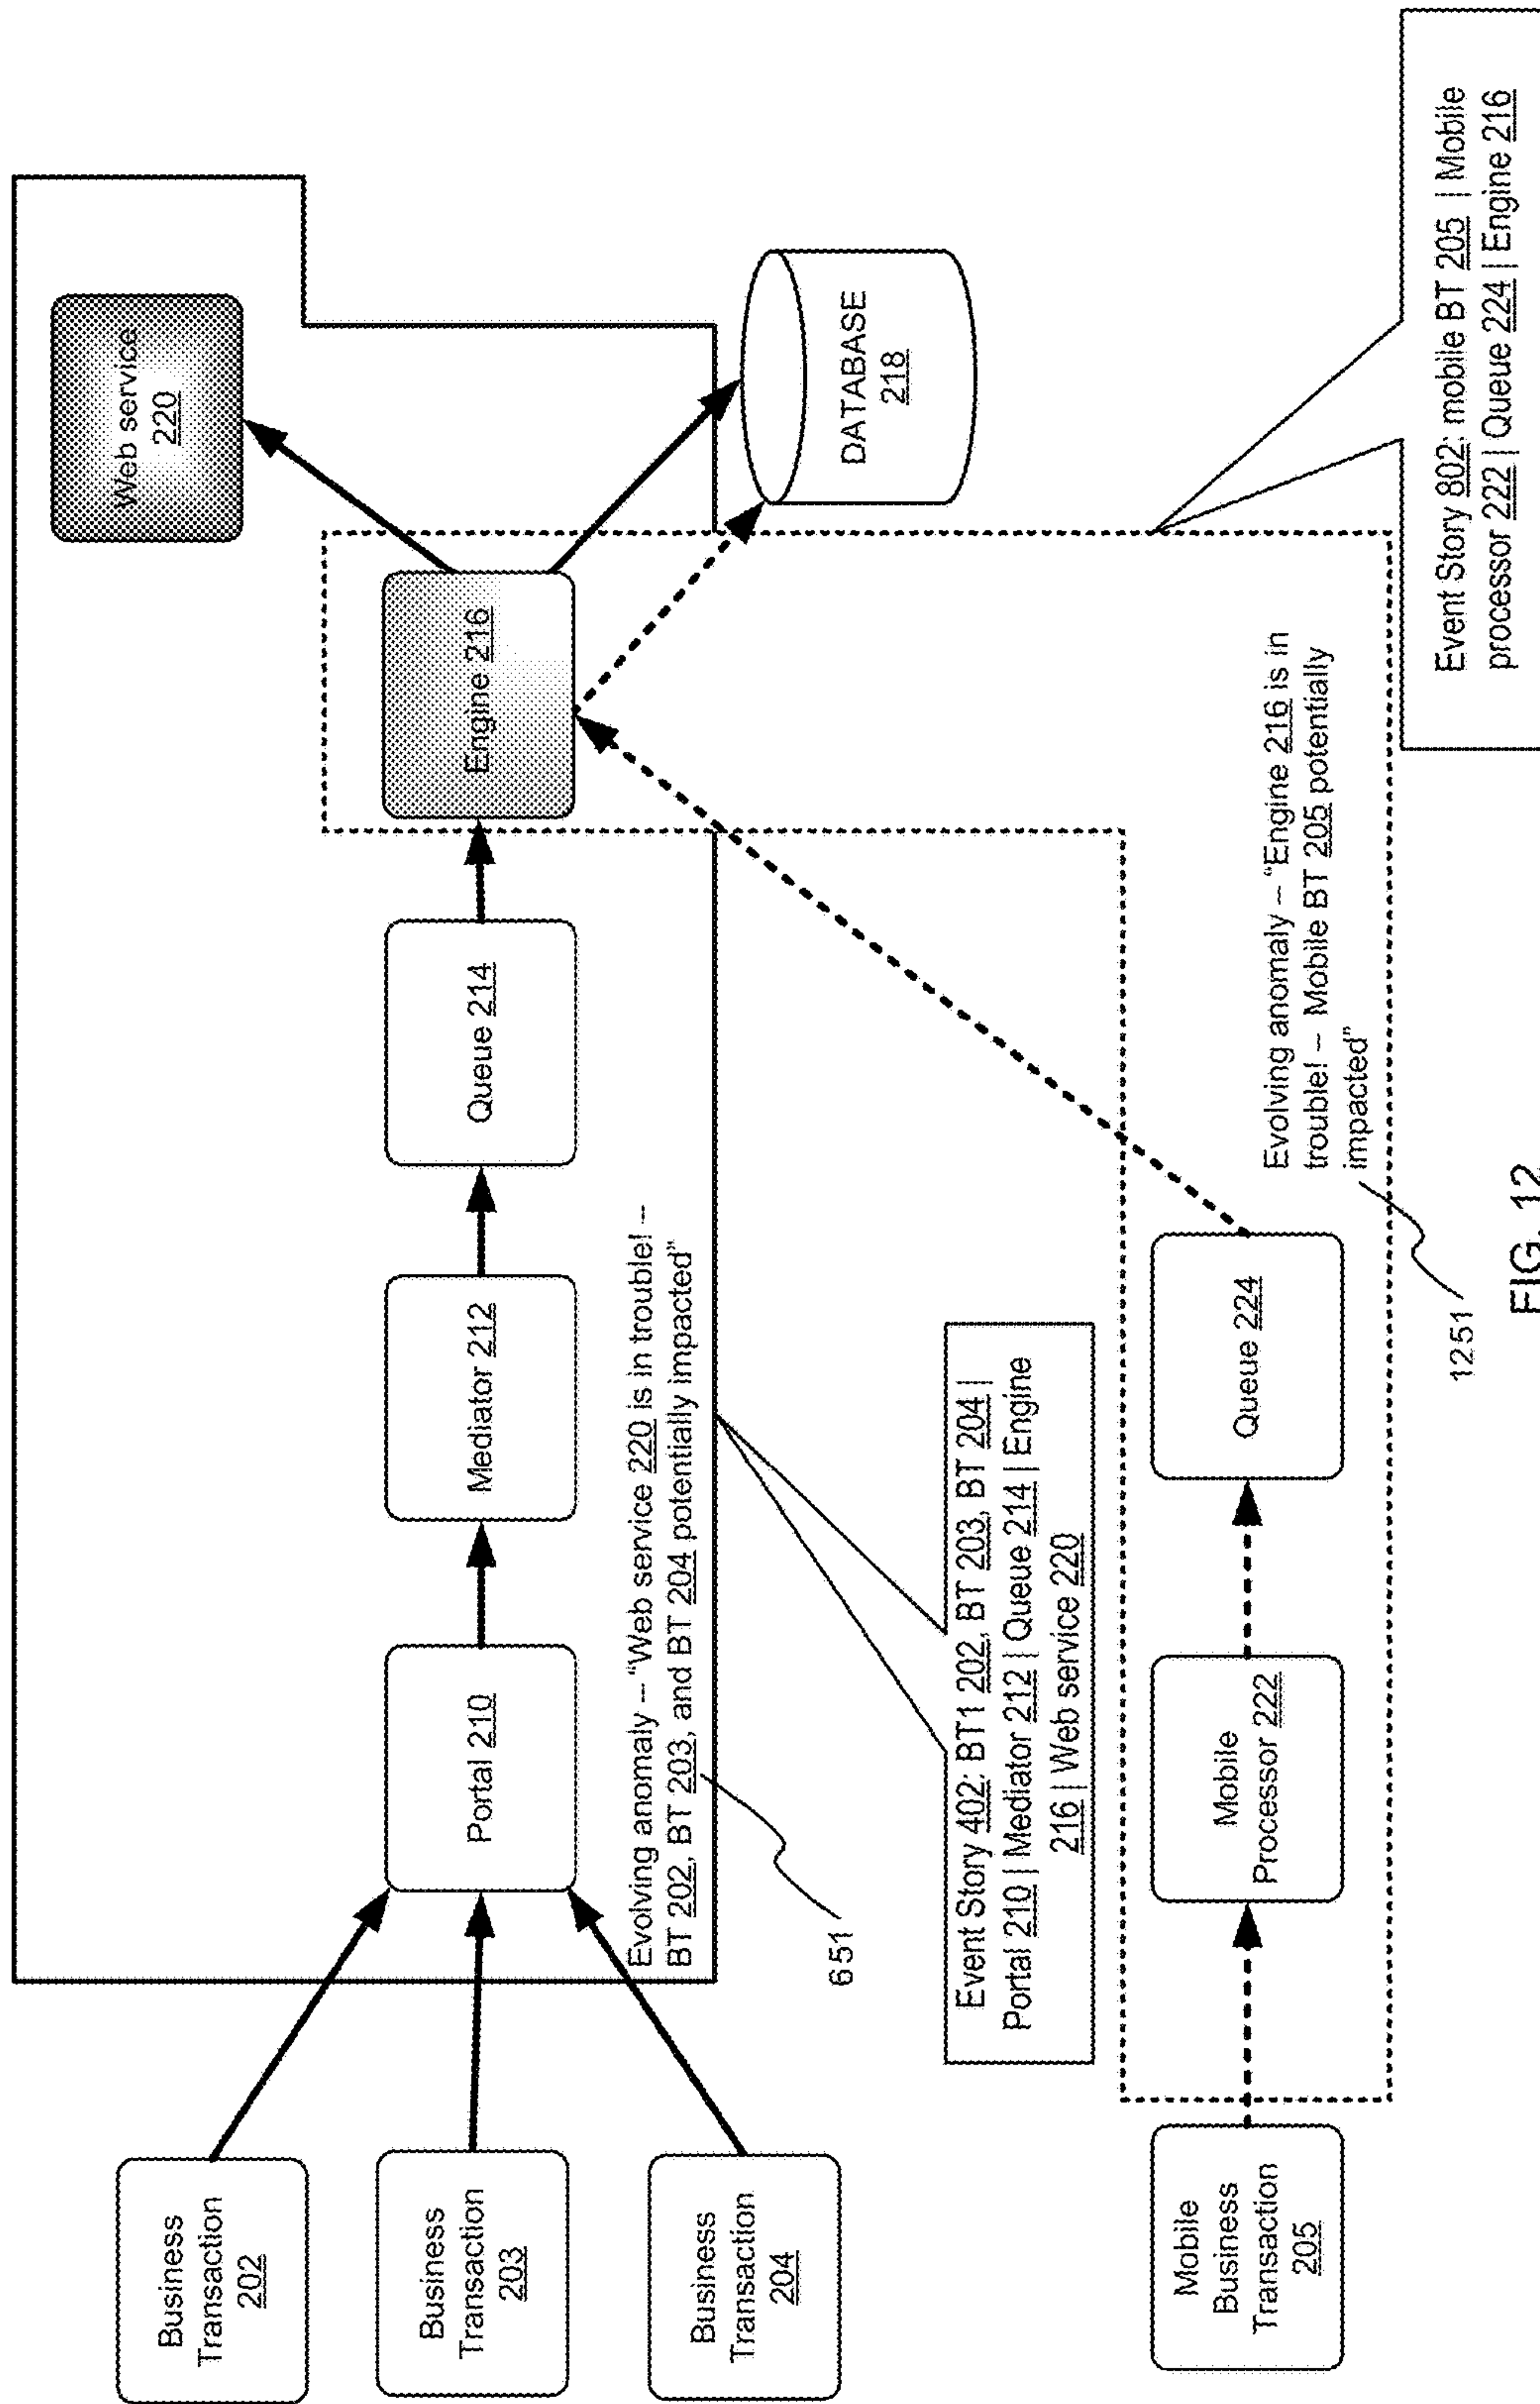 Business
Transaction
202
Business
Transaction
203
Business
Transaction
204
Mobile
Business
Transaction
205
Portal 210
Mediator 212
Queue 214
Engine 216
Web service
220
DATABASE
218
Evolving anomaly – "Web service 220 is in trouble! –
BT 202, BT 203, and BT 204 potentially impacted"
651
Event Story 402: BT1 202, BT 203, BT 204 |
Portal 210 | Mediator 212 | Queue 214 | Engine
216 | Web service 220
Mobile
Processor 222
Queue 224
Evolving anomaly – "Engine 216 is in
trouble! – Mobile BT 205 potentially
impacted"
1251
Event Story 802: mobile BT 205 | Mobile
processor 222 | Queue 224 | Engine 216
FIG. 12